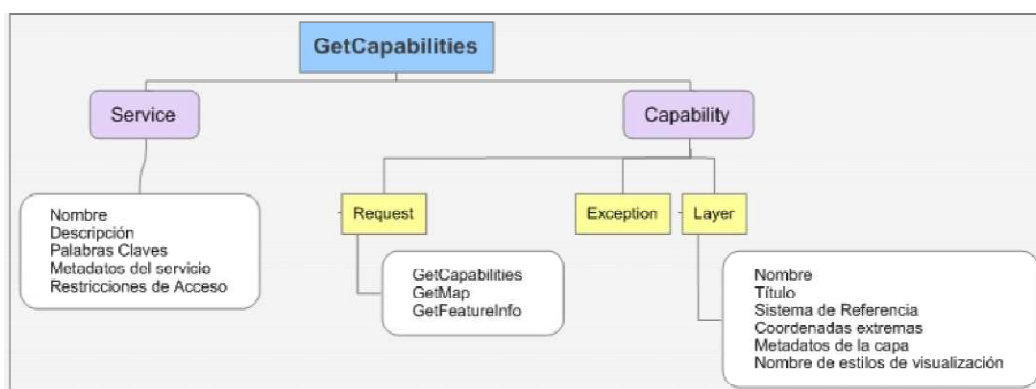 GetCapabilities
Service
Capability
Nombre
Descripción
Palabras Claves
Metadatos del servicio
Restricciones de Acceso
Request
Exception
Layer
GetCapabilities
GetMap
GetFeatureInfo
Nombre
Título
Sistema de Referencia
Coordenadas extremas
Metadatos de la capa
Nombre de estilos de visualización